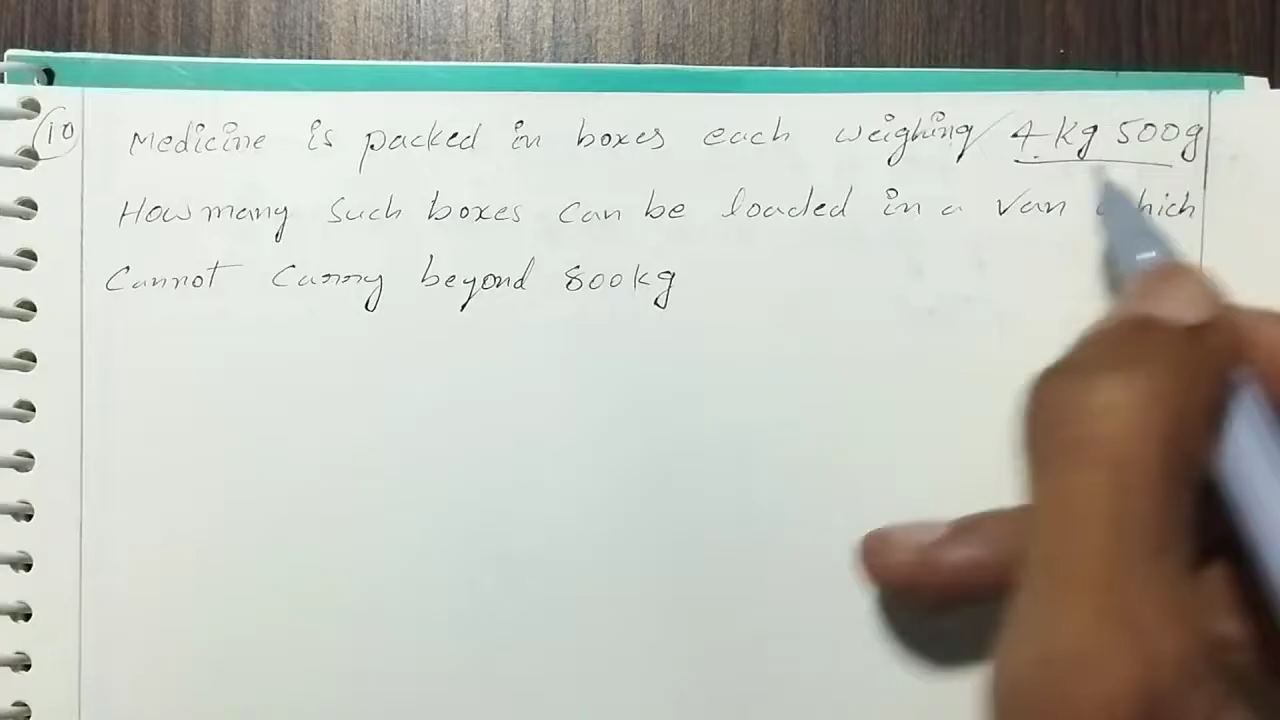 (10) Medicine is packed in boxes each weighing 4 kg 500g
How many such boxes can be loaded in a van which
cannot carry beyond 800kg